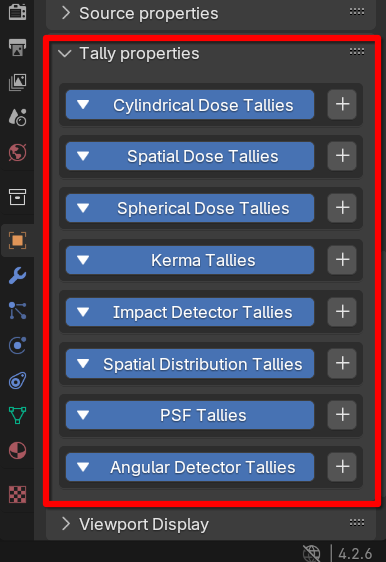 Source properties
Tally properties
Cylindrical Dose Tallies
Spatial Dose Tallies
Spherical Dose Tallies
Kerma Tallies
Impact Detector Tallies
Spatial Distribution Tallies
PSF Tallies
Angular Detector Tallies
Viewport Display
4.2.6